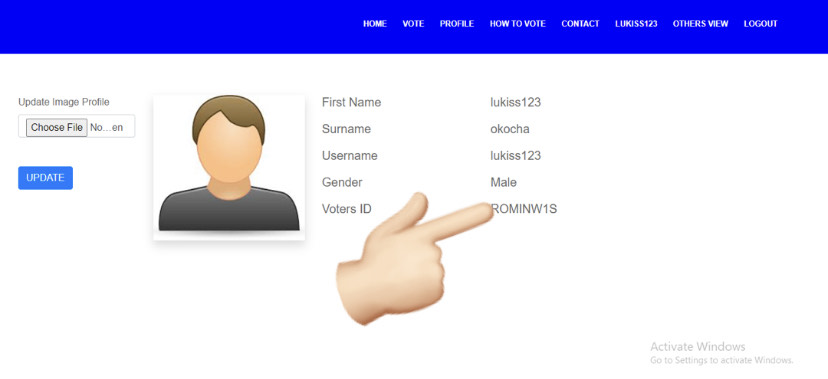 HOME VOTE PROFILE HOW TO VOTE CONTACT LUKISS123 OTHERS VIEW LOGOUT
Update Image Profile
Choose File No...en
UPDATE
First Name lukiss123
Surname okocha
Username lukiss123
Gender Male
Voters ID ROMINW1S
Activate Windows
Go to Settings to activate Windows.